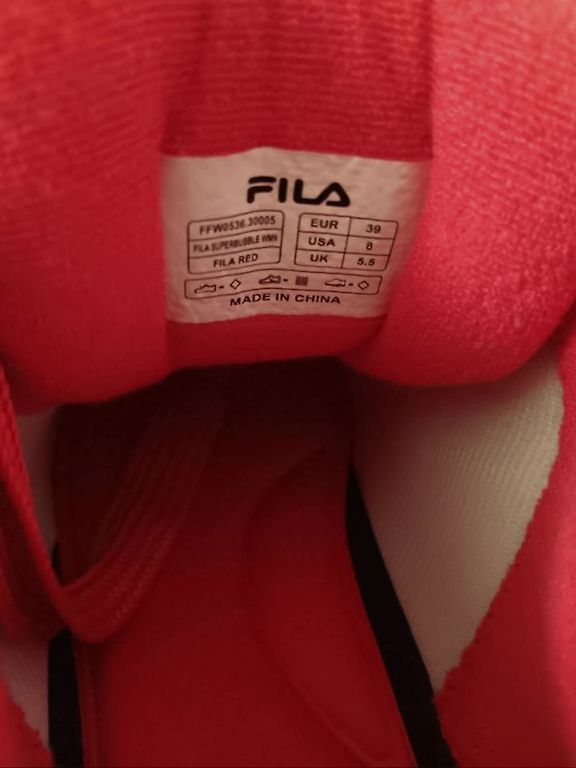 FILA
FFW0536.30005
FILA SUPERBUBBLE WMN
FILA RED
EUR 39
USA 8
UK 5.5
MADE IN CHINA